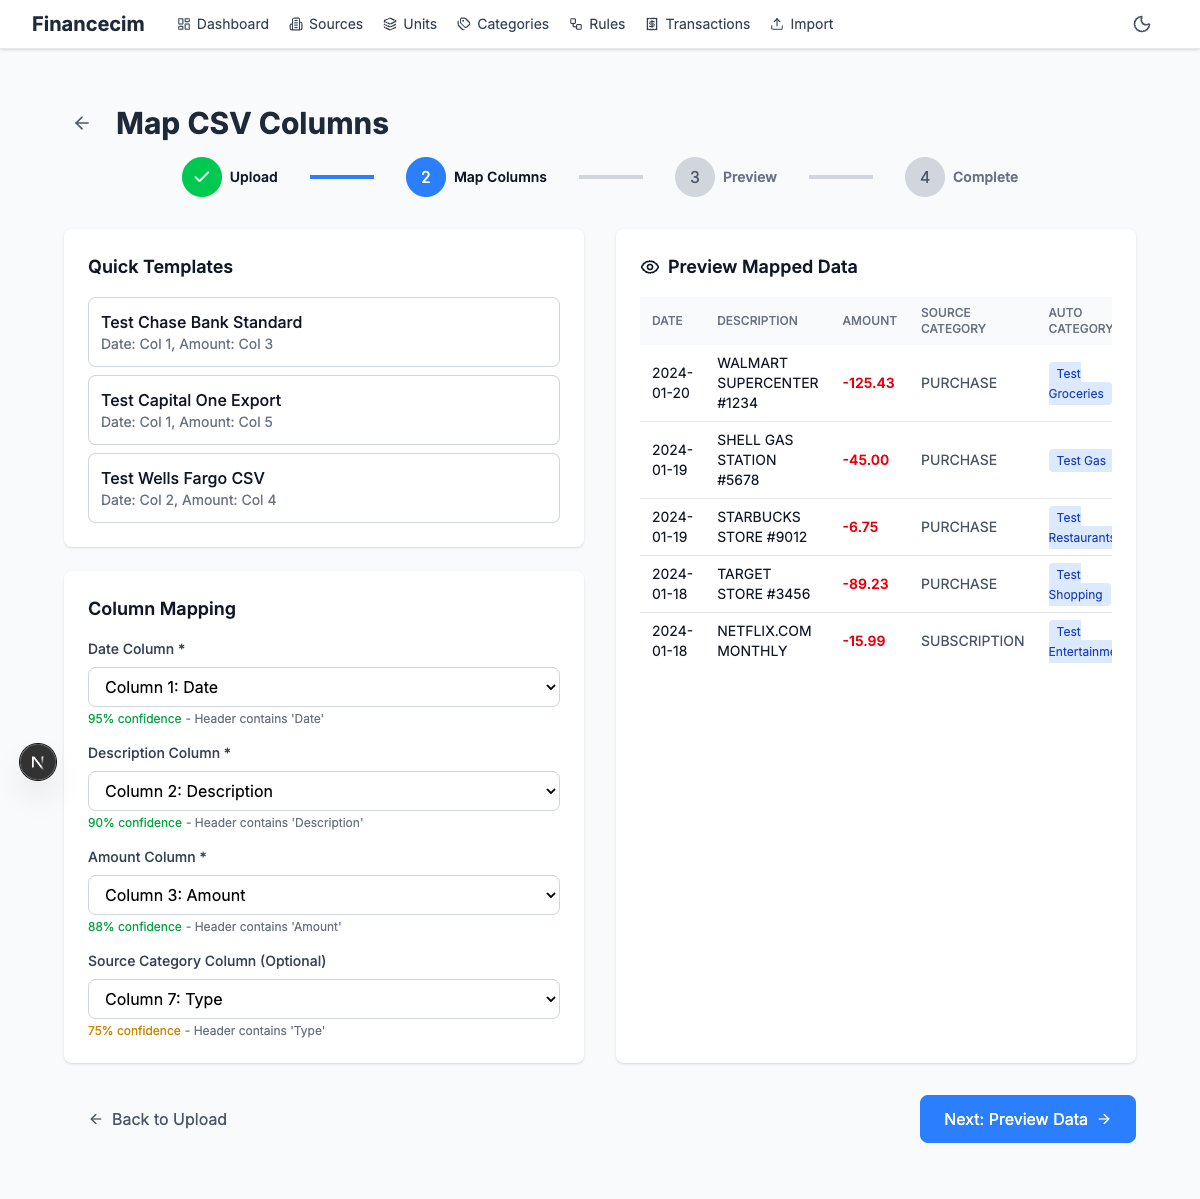 Financecim
Dashboard
Sources
Units
Categories
Rules
Transactions
Import
Map CSV Columns
Upload
2
Map Columns
3
Preview
4
Complete
Quick Templates
Test Chase Bank Standard
Date: Col 1, Amount: Col 3
Test Capital One Export
Date: Col 1, Amount: Col 5
Test Wells Fargo CSV
Date: Col 2, Amount: Col 4
Column Mapping
Date Column *
Column 1: Date
95% confidence - Header contains 'Date'
Description Column *
Column 2: Description
90% confidence - Header contains 'Description'
Amount Column *
Column 3: Amount
88% confidence - Header contains 'Amount'
Source Category Column (Optional)
Column 7: Type
75% confidence - Header contains 'Type'
Preview Mapped Data
DATE
DESCRIPTION
AMOUNT
SOURCE
CATEGORY
AUTO
CATEGORY
2024-
01-20
WALMART
SUPERCENTER
#1234
-125.43
PURCHASE
Test
Groceries
2024-
01-19
SHELL GAS
STATION
#5678
-45.00
PURCHASE
Test Gas
2024-
01-19
STARBUCKS
STORE #9012
-6.75
PURCHASE
Test
Restaurants
2024-
01-18
TARGET
STORE #3456
-89.23
PURCHASE
Test
Shopping
2024-
01-18
NETFLIX.COM
MONTHLY
-15.99
SUBSCRIPTION
Test
Entertainme
N
Back to Upload
Next: Preview Data